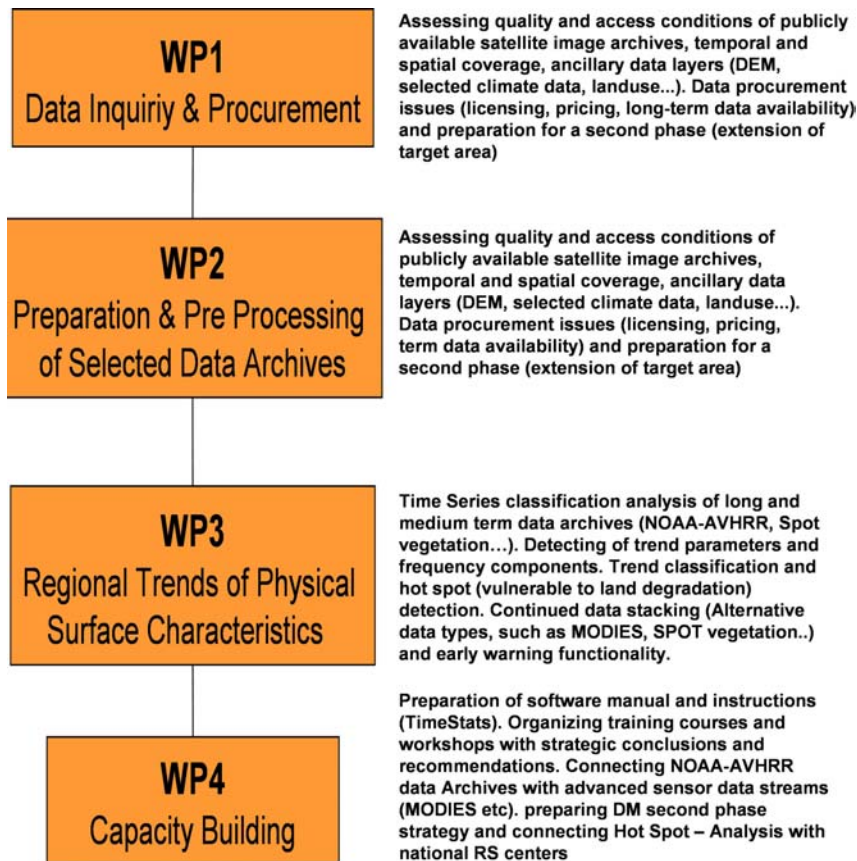 WP1
Data Inquiriy & Procurement
Assessing quality and access conditions of publicly
available satellite image archives, temporal and
spatial coverage, ancillary data layers (DEM,
selected climate data, landuse...). Data procurement
issues (licensing, pricing, long-term data availability)
and preparation for a second phase (extension of
target area)
WP2
Preparation & Pre Processing
of Selected Data Archives
Assessing quality and access conditions of
publicly available satellite image archives,
temporal and spatial coverage, ancillary data
layers (DEM, selected climate data, landuse...).
Data procurement issues (licensing, pricing,
term data availability) and preparation for a
second phase (extension of target area)
WP3
Regional Trends of Physical
Surface Characteristics
Time Series classification analysis of long and
medium term data archives (NOAA-AVHRR, Spot
vegetation...). Detecting of trend parameters and
frequency components. Trend classification and
hot spot (vulnerable to land degradation)
detection. Continued data stacking (Alternative
data types, such as MODIES, SPOT vegetation..)
and early warning functionality.
WP4
Capacity Building
Preparation of software manual and instructions
(TimeStats). Organizing training courses and
workshops with strategic conclusions and
recommendations. Connecting NOAA-AVHRR
data Archives with advanced sensor data streams
(MODIES etc). preparing DM second phase
strategy and connecting Hot Spot – Analysis with
national RS centers